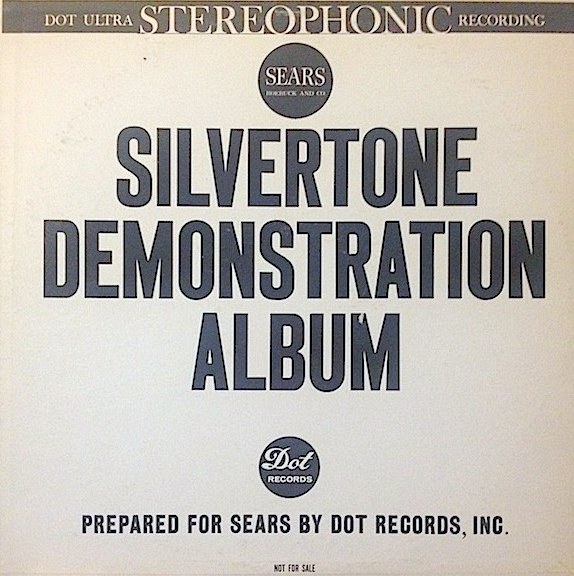 DOT ULTRA STEREOPHONIC RECORDING
SEARS
ROEBUCK AND CO
SILVERTONE
DEMONSTRATION
ALBUM
Dot
RECORDS
PREPARED FOR SEARS BY DOT RECORDS, INC.
NOT FOR SALE